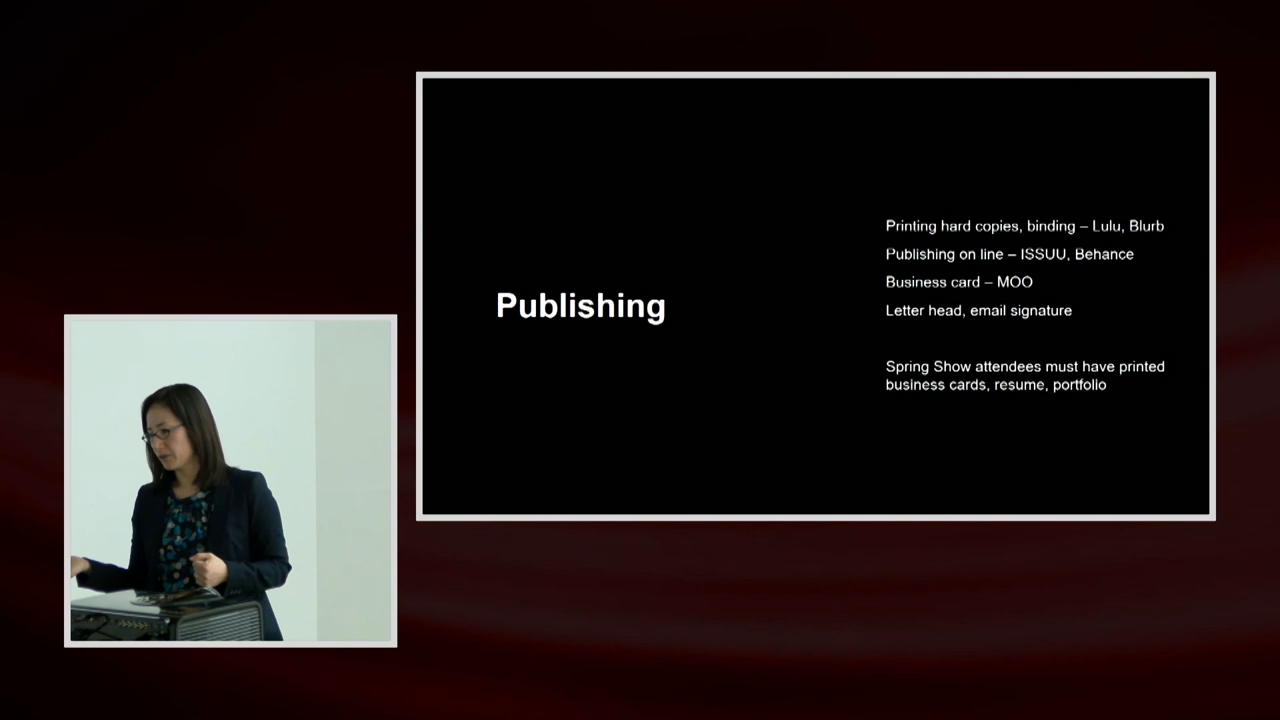 Publishing
Printing hard copies, binding – Lulu, Blurb
Publishing on line – ISSUU, Behance
Business card – MOO
Letter head, email signature
Spring Show attendees must have printed
business cards, resume, portfolio